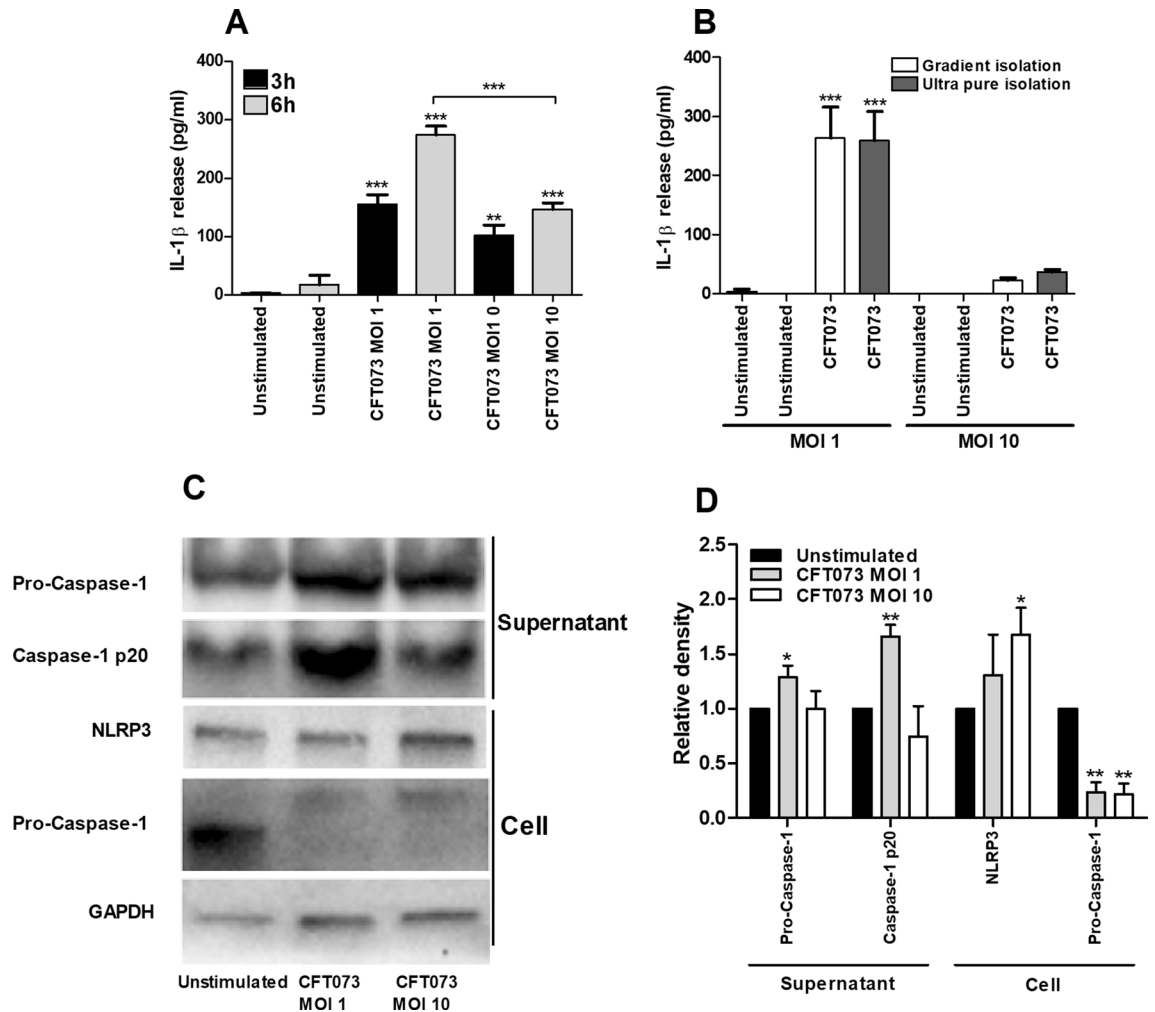 A
400
300
200
100
0
IL-1β release (pg/ml)
3h
6h
***
***
***
**
***
Unstimulated
Unstimulated
CFT073 MOI 1
CFT073 MOI 1
CFT073 MOI1 0
CFT073 MOI 10
B
400
300
200
100
0
IL-1β release (pg/ml)
Gradient isolation
Ultra pure isolation
***
***
Unstimulated
Unstimulated
CFT073
CFT073
Unstimulated
Unstimulated
CFT073
CFT073
MOI 1
MOI 10
C
Pro-Caspase-1
Caspase-1 p20
NLRP3
Pro-Caspase-1
GAPDH
Supernatant
Cell
Unstimulated
CFT073
MOI 1
CFT073
MOI 10
D
2.5
2.0
1.5
1.0
0.5
0.0
Relative density
Unstimulated
CFT073 MOI 1
CFT073 MOI 10
*
**
*
**
**
Pro-Caspase-1
Caspase-1 p20
NLRP3
Pro-Caspase-1
Supernatant
Cell